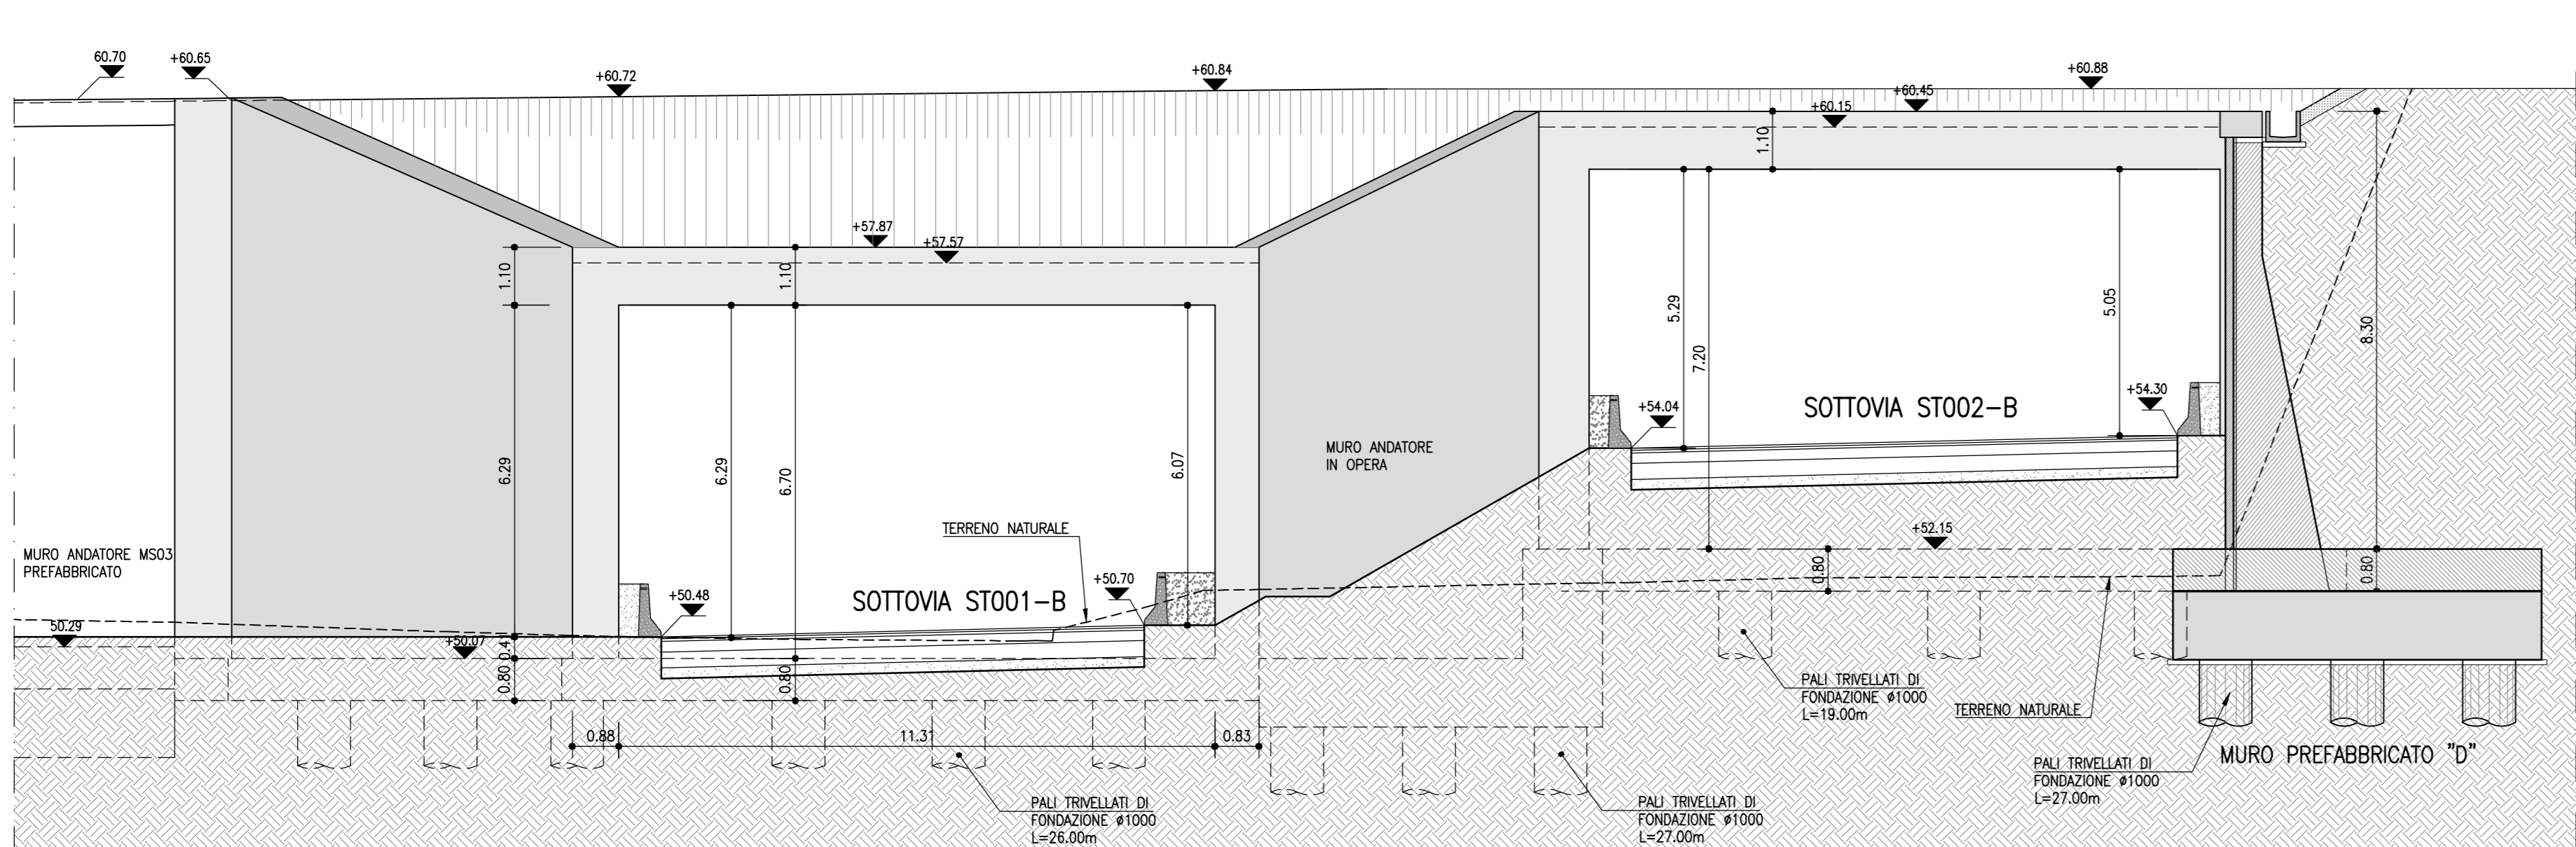 60.70
+60.65
+60.72
+60.84
+60.88
+60.45
+60.15
1.10
+57.87
+57.57
1.10
1.10
5.29
7.20
5.05
8.30
6.29
6.29
6.70
6.07
MURO ANDATORE
IN OPERA
SOTTOVIA ST002-B
+54.04
+54.30
TERRENO NATURALE
+52.15
MURO ANDATORE MS03
PREFABBRICATO
SOTTOVIA ST001-B
+50.48
+50.70
0.80
0.80
50.29
+50.07
0.41
0.80
0.80
PALI TRIVELLATI DI
FONDAZIONE ø1000
L=19.00m
TERRENO NATURALE
0.88
11.31
0.83
MURO PREFABBRICATO "D"
PALI TRIVELLATI DI
FONDAZIONE ø1000
L=27.00m
PALI TRIVELLATI DI
FONDAZIONE ø1000
L=26.00m
PALI TRIVELLATI DI
FONDAZIONE ø1000
L=27.00m